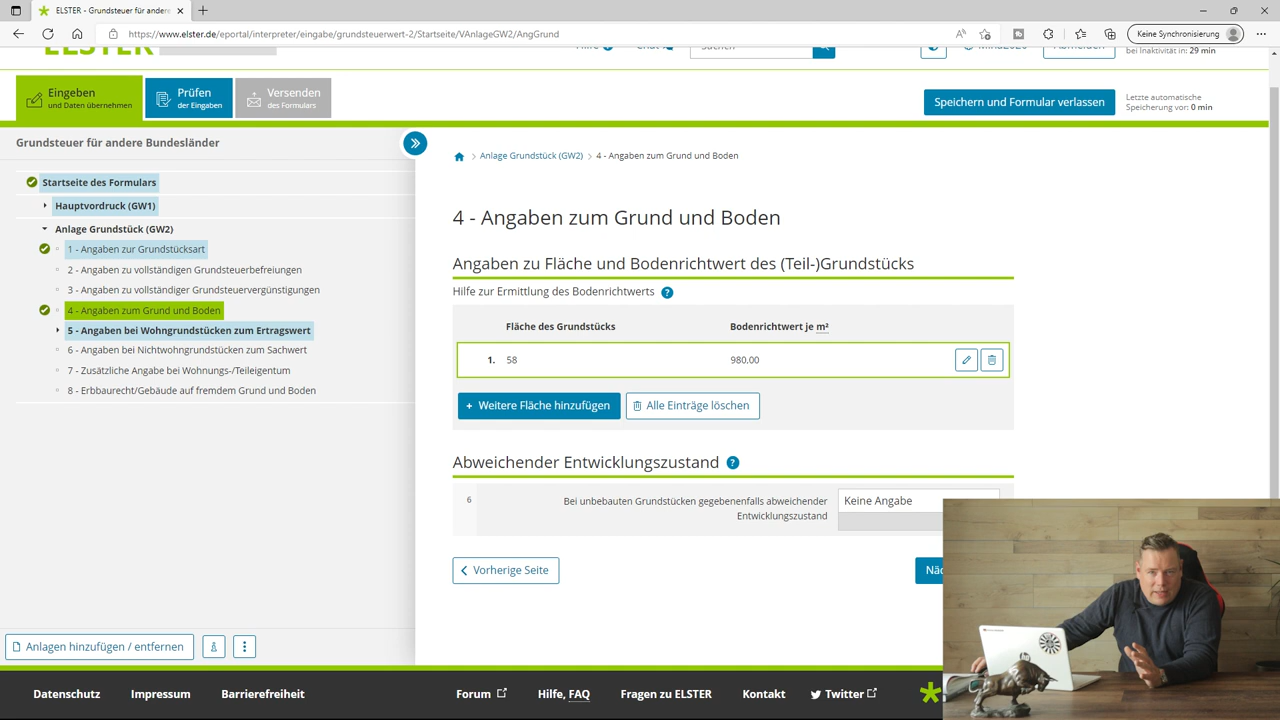 ELSTER - Grundsteuer für andere
https://www.elster.de/eportal/interpreter/eingabe/grundsteuerwert-2/Startseite/VAnlageGW2/AngGrund
Keine Synchronisierung
ELSTER
bei Inaktivität in: 29 min
Eingeben
und Daten übernehmen
Prüfen
der Eingaben
Versenden
des Formulars
Speichern und Formular verlassen
Letzte automatische
Speicherung vor: 0 min
Grundsteuer für andere Bundesländer
Startseite des Formulars
Hauptvordruck (GW1)
Anlage Grundstück (GW2)
1 - Angaben zur Grundstücksart
2 - Angaben zu vollständigen Grundsteuerbefreiungen
3 - Angaben zu vollständiger Grundsteuervergünstigungen
4 - Angaben zum Grund und Boden
5 - Angaben bei Wohngrundstücken zum Ertragswert
6 - Angaben bei Nichtwohngrundstücken zum Sachwert
7 - Zusätzliche Angabe bei Wohnungs-/Teileigentum
8 - Erbbaurecht/Gebäude auf fremdem Grund und Boden
Anlagen hinzufügen / entfernen
Anlage Grundstück (GW2) > 4 - Angaben zum Grund und Boden
4 - Angaben zum Grund und Boden
Angaben zu Fläche und Bodenrichtwert des (Teil-)Grundstücks
Hilfe zur Ermittlung des Bodenrichtwerts ?
Fläche des Grundstücks Bodenrichtwert je m²
1. 58 980,00
+ Weitere Fläche hinzufügen Alle Einträge löschen
Abweichender Entwicklungszustand ?
6 Bei unbebauten Grundstücken gegebenenfalls abweichender
Entwicklungszustand
Keine Angabe
Vorherige Seite
Datenschutz Impressum Barrierefreiheit Forum Hilfe, FAQ Fragen zu ELSTER Kontakt Twitter